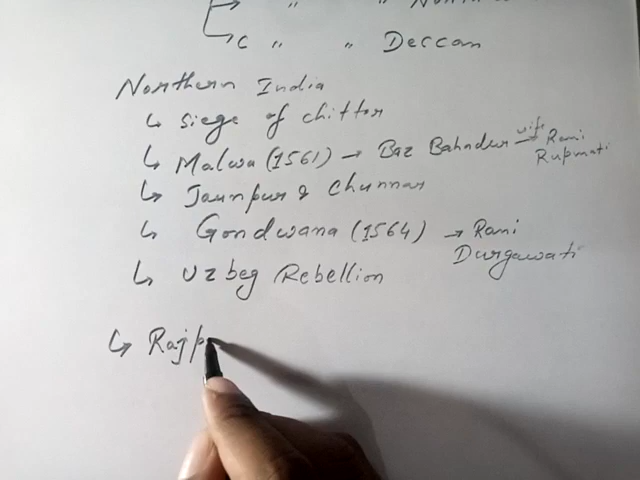 ↳ C " " Deccan
Northern India
↳ siege of chittor
↳ Malwa (1561) → Baz Bahadur wife → Rani Rupmati
↳ Jaunpur & Chunnar
↳ Gondwana (1564) → Rani Durgawati
↳ Uzbeg Rebellion
↳ Rajp